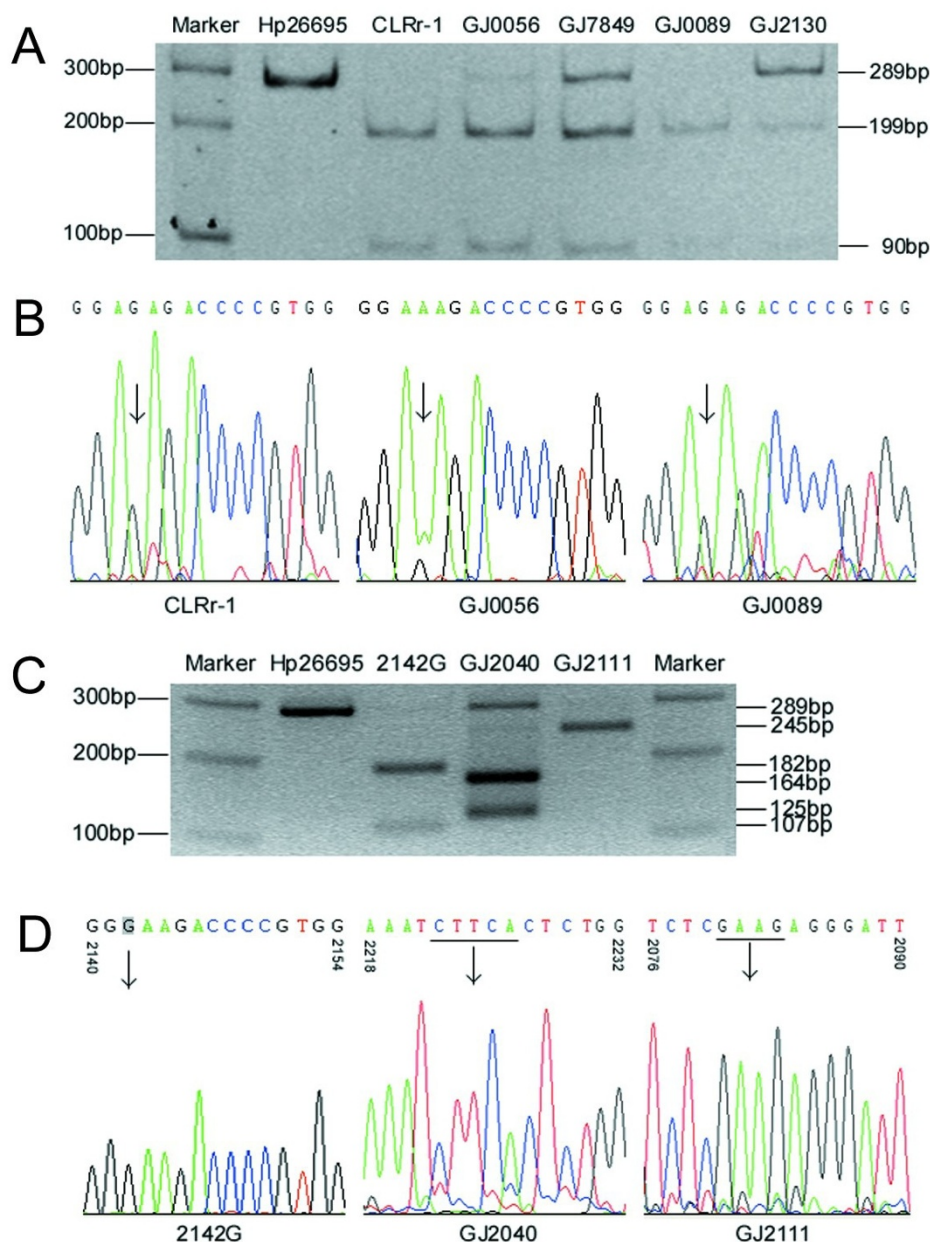 A
Marker Hp26695 CLRr-1 GJ0056 GJ7849 GJ0089 GJ2130
300bp 289bp
200bp 199bp
100bp 90bp
B
G G A G A G A C C C C G T G G G G A A A G A C C C C G T G G G G A G A G A C C C C G T G G
CLRr-1 GJ0056 GJ0089
C
Marker Hp26695 2142G GJ2040 GJ2111 Marker
300bp 289bp
245bp
200bp 182bp
164bp
125bp
100bp 107bp
D
G G G A A G A C C C C G T G G A A A T C T T C A C T C T G G T C T C G A A G A G G G A T T
2140 2154 2218 2232 2076 2090
2142G GJ2040 GJ2111